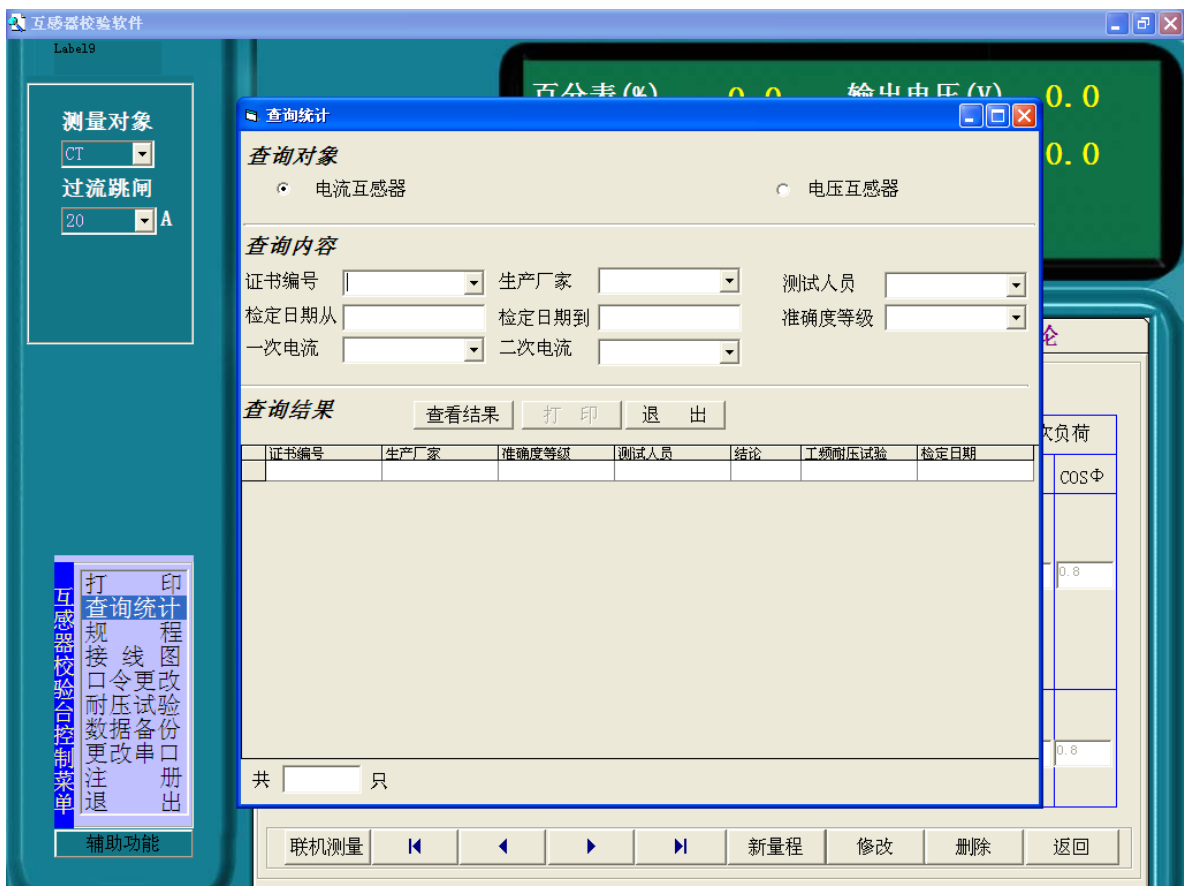 互感器校验软件
Label9
测量对象
CT
过流跳闸
20 A
百分表(%) 0.0 输出电压(V) 0.0
0.0
查询统计
查询对象
电流互感器 电压互感器
查询内容
证书编号 生产厂家 测试人员
检定日期从 检定日期到 准确度等级
一次电流 二次电流
查询结果 查看结果 打 印 退 出
证书编号 生产厂家 准确度等级 测试人员 结论 工频耐压试验 检定日期
共 只
论
次负荷
COSΦ
0.8
0.8
互感器校验台控制菜单
打 印
查询统计
规 程
接 线 图
口令更改
耐压试验
数据备份
更改串口
注 册
退 出
辅助功能
联机测量 新量程 修改 删除 返回